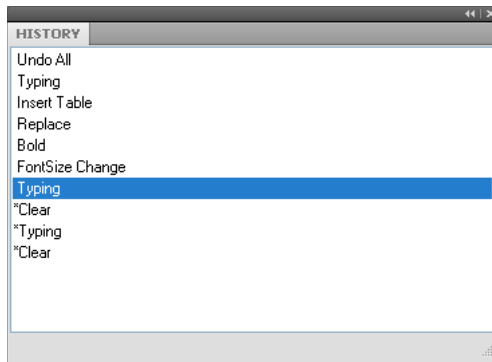 HISTORY
Undo All
Typing
Insert Table
Replace
Bold
FontSize Change
Typing
*Clear
*Typing
*Clear